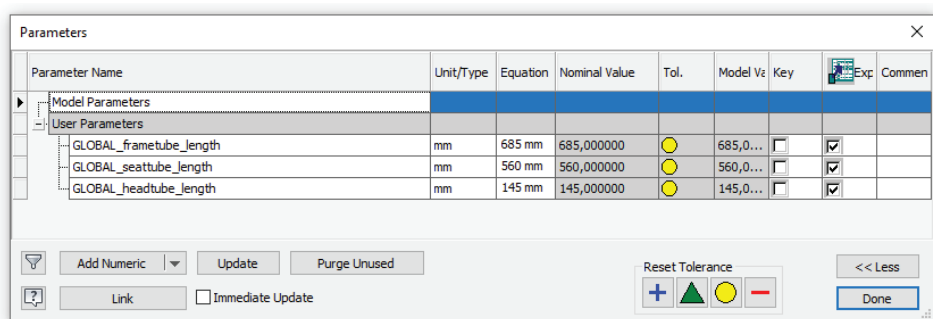 Parameters
Parameter Name Unit/Type Equation Nominal Value Tol. Model Va Key Exp Commen
Model Parameters
User Parameters
GLOBAL_frametube_length mm 685 mm 685,000000 685,0...
GLOBAL_seattube_length mm 560 mm 560,000000 560,0...
GLOBAL_headtube_length mm 145 mm 145,000000 145,0...
Add Numeric Update Purge Unused Reset Tolerance << Less
Link Immediate Update Done